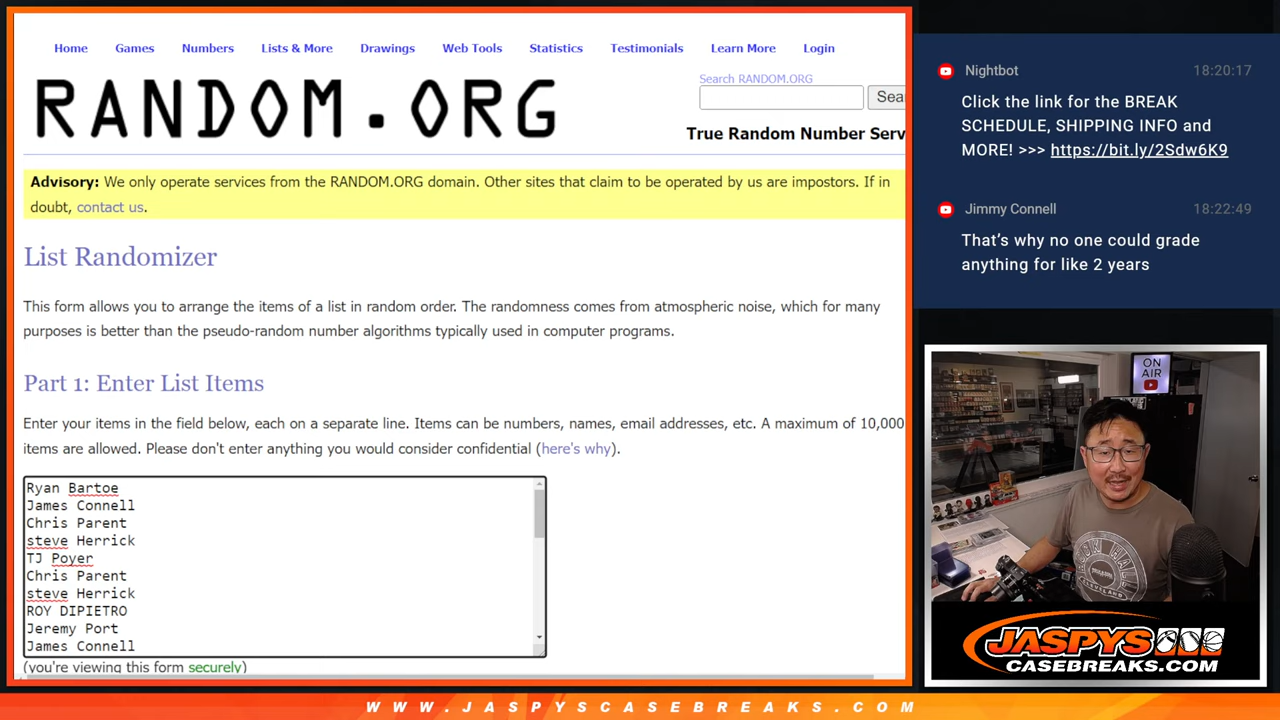 Home Games Numbers Lists & More Drawings Web Tools Statistics Testimonials Learn More Login
RANDOM.ORG
Search RANDOM.ORG
Sea
True Random Number Serv
Advisory: We only operate services from the RANDOM.ORG domain. Other sites that claim to be operated by us are impostors. If in
doubt, contact us.
List Randomizer
This form allows you to arrange the items of a list in random order. The randomness comes from atmospheric noise, which for many
purposes is better than the pseudo-random number algorithms typically used in computer programs.
Part 1: Enter List Items
Enter your items in the field below, each on a separate line. Items can be numbers, names, email addresses, etc. A maximum of 10,000
items are allowed. Please don't enter anything you would consider confidential (here's why).
Ryan Bartoe
James Connell
Chris Parent
steve Herrick
TJ Poyer
Chris Parent
steve Herrick
ROY DIPIETRO
Jeremy Port
James Connell
(you're viewing this form securely)
Nightbot 18:20:17
Click the link for the BREAK
SCHEDULE, SHIPPING INFO and
MORE! >>> https://bit.ly/2Sdw6K9
Jimmy Connell 18:22:49
That's why no one could grade
anything for like 2 years
ON
AIR
CLEVELAND
JASPYS
CASEBREAKS.COM
WWW.JASPYSCASEBREAKS.COM